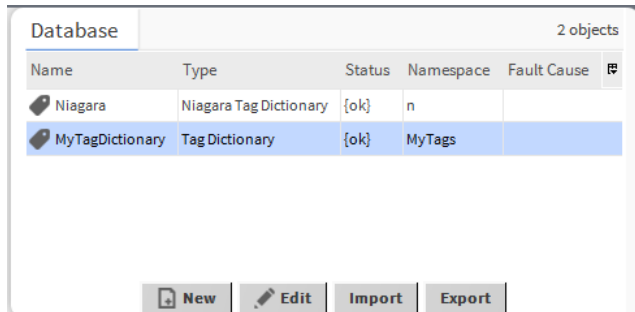 Database 2 objects
Name Type Status Namespace Fault Cause
Niagara Niagara Tag Dictionary {ok} n
MyTagDictionary Tag Dictionary {ok} MyTags
New Edit Import Export